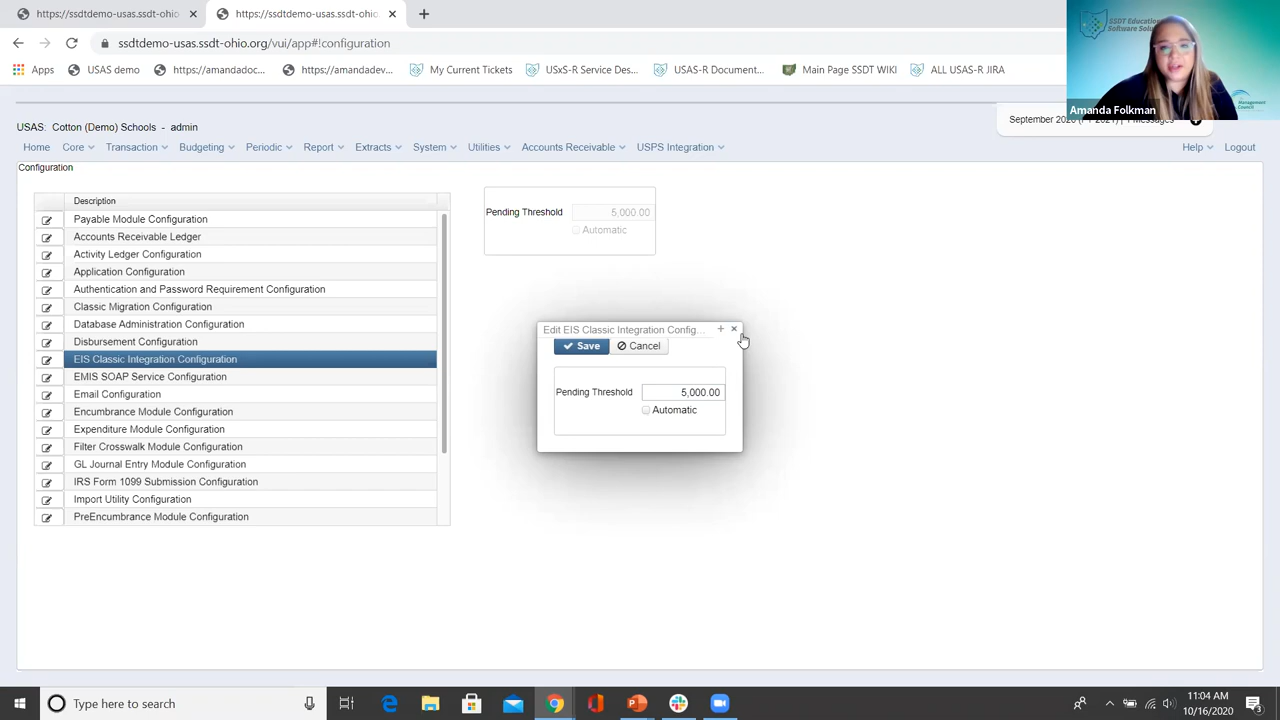 https://ssdtdemo-usas.ssdt-ohio
https://ssdtdemo-usas.ssdt-ohio.
ssdtdemo-usas.ssdt-ohio.org/vui/app#!configuration
Apps
USAS demo
https://amandadoc...
https://amandadev...
My Current Tickets
USxS-R Service Des...
USAS-R Document...
Main Page SSDT WIKI
ALL USAS-R JIRA
SSDT Education
Software Solu
Management
Council
Amanda Folkman
USAS: Cotton (Demo) Schools - admin
Home
Core
Transaction
Budgeting
Periodic
Report
Extracts
System
Utilities
Accounts Receivable
USPS Integration
Help
Logout
Configuration
Description
Payable Module Configuration
Accounts Receivable Ledger
Activity Ledger Configuration
Application Configuration
Authentication and Password Requirement Configuration
Classic Migration Configuration
Database Administration Configuration
Disbursement Configuration
EIS Classic Integration Configuration
EMIS SOAP Service Configuration
Email Configuration
Encumbrance Module Configuration
Expenditure Module Configuration
Filter Crosswalk Module Configuration
GL Journal Entry Module Configuration
IRS Form 1099 Submission Configuration
Import Utility Configuration
PreEncumbrance Module Configuration
Pending Threshold 5,000.00
Automatic
Edit EIS Classic Integration Config...
Save Cancel
Pending Threshold 5,000.00
Automatic
Type here to search
11:04 AM
10/16/2020
3